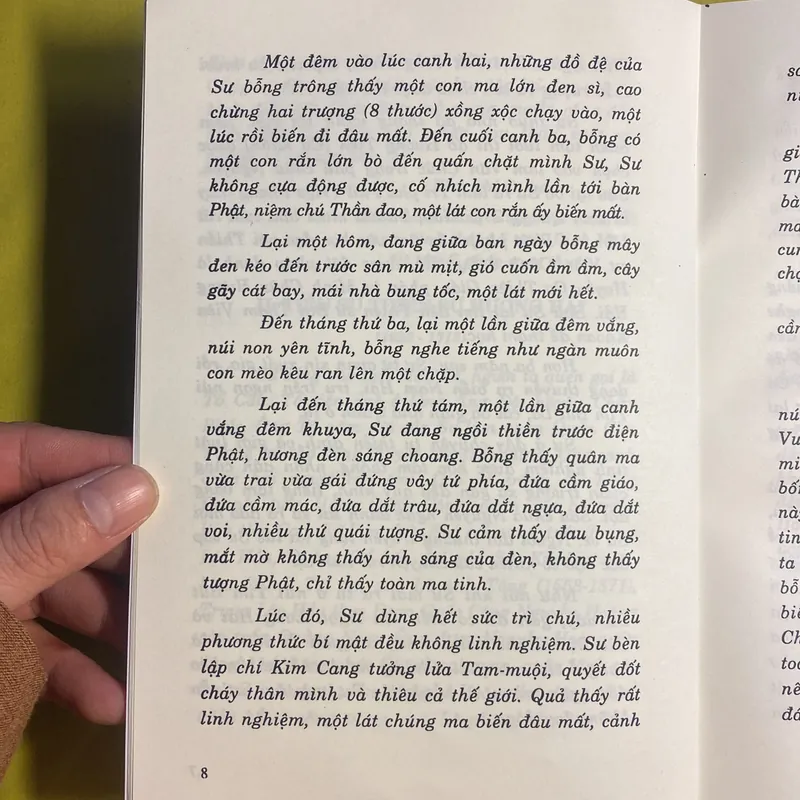 Một đêm vào lúc canh hai, những đồ đệ của
Sư bỗng trông thấy một con ma lớn đen sì, cao
chừng hai trượng (8 thước) xồng xộc chạy vào, một
lúc rồi biến đi đâu mất. Đến cuối canh ba, bỗng có
một con rắn lớn bò đến quấn chặt mình Sư, Sư
không cựa động được, cố nhích mình lần tới bàn
Phật, niệm chú Thần đao, một lát con rắn ấy biến mất.
Lại một hôm, đang giữa ban ngày bỗng mây
đen kéo đến trước sân mù mịt, gió cuốn ầm ầm, cây
gãy cát bay, mái nhà bung tốc, một lát mới hết.
Đến tháng thứ ba, lại một lần giữa đêm vắng,
núi non yên tĩnh, bỗng nghe tiếng như ngàn muôn
con mèo kêu ran lên một chặp.
Lại đến tháng thứ tám, một lần giữa canh
vắng đêm khuya, Sư đang ngồi thiền trước điện
Phật, hương đèn sáng choang. Bỗng thấy quân ma
vừa trai vừa gái đứng vây tứ phía, đứa cầm giáo,
đứa cầm mác, đứa dắt trâu, đứa dắt ngựa, đứa dắt
voi, nhiều thứ quái tượng. Sư cảm thấy đau bụng,
mắt mờ không thấy ánh sáng của đèn, không thấy
tượng Phật, chỉ thấy toàn ma tinh.
Lúc đó, Sư dùng hết sức trì chú, nhiều
phương thức bí mật đều không linh nghiệm. Sư bèn
lập chí Kim Cang tưởng lửa Tam-muội, quyết đốt
cháy thân mình và thiêu cả thế giới. Quả thấy rất
linh nghiệm, một lát chúng ma biến đâu mất, cảnh
8